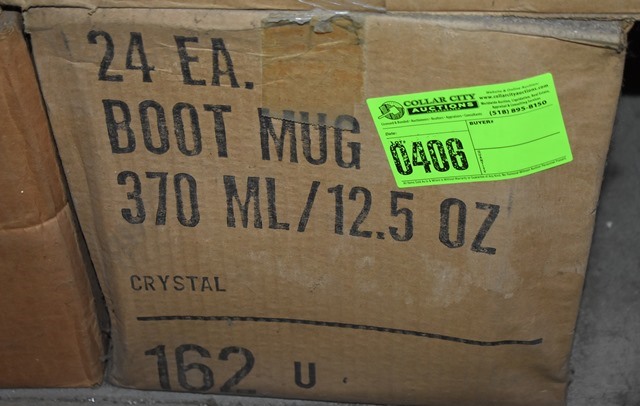 24 EA.
BOOT MUG
370 ML/12.5 OZ
CRYSTAL
162 U
COLLAR CITY
AUCTIONS
www.collarcityauctions.com
(518) 895-8150
Date:
BUYER:
0406